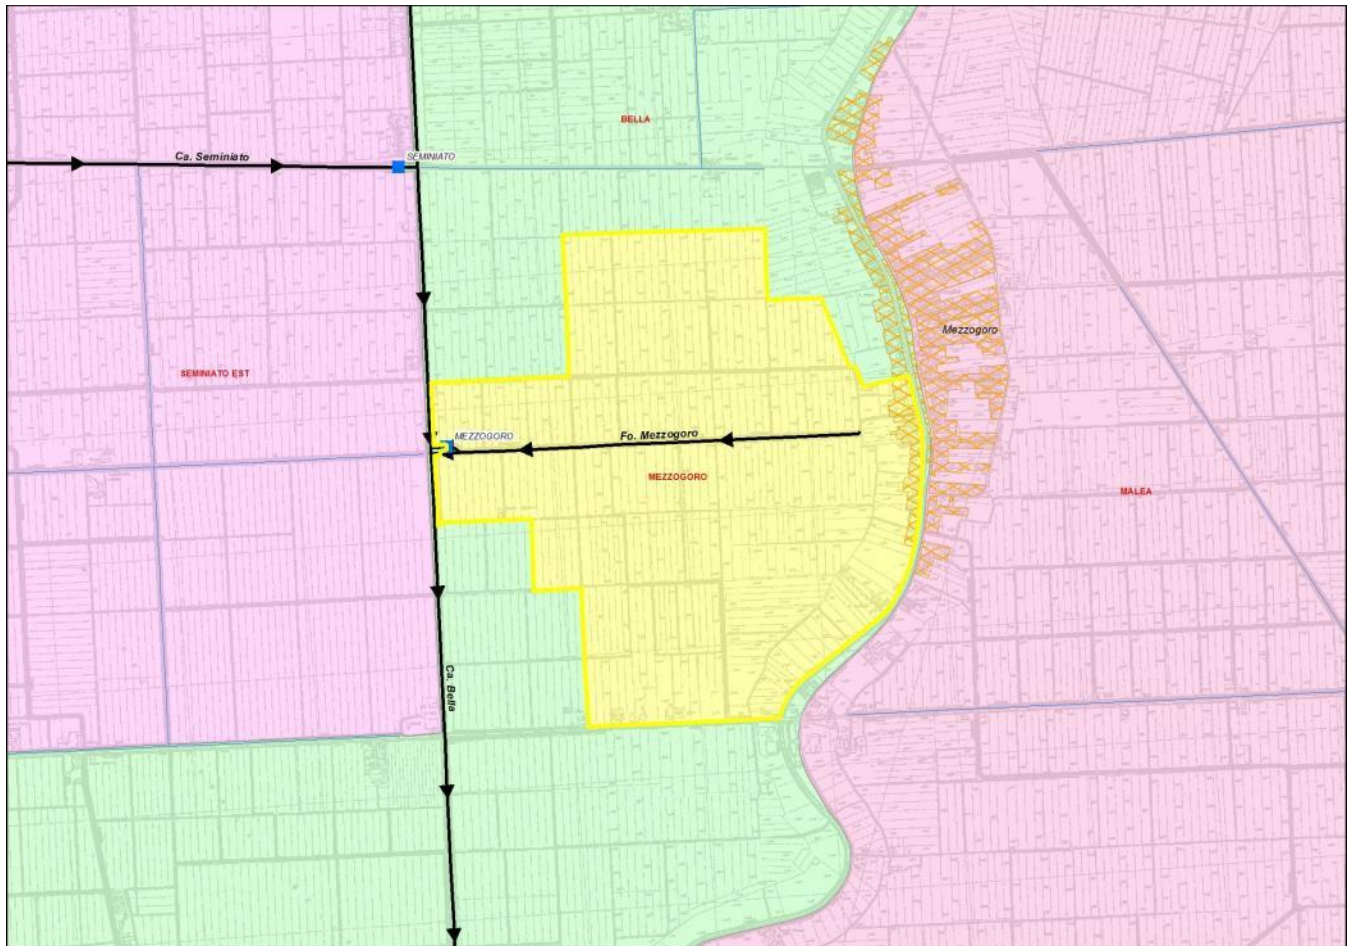 BELLA
Ca. Seminiato
SEMINIATO
Mezzogoro
SEMINIATO EST
MEZZOGORO
Fo. Mezzogoro
MEZZOGORO
MALEA
Ca. Bella